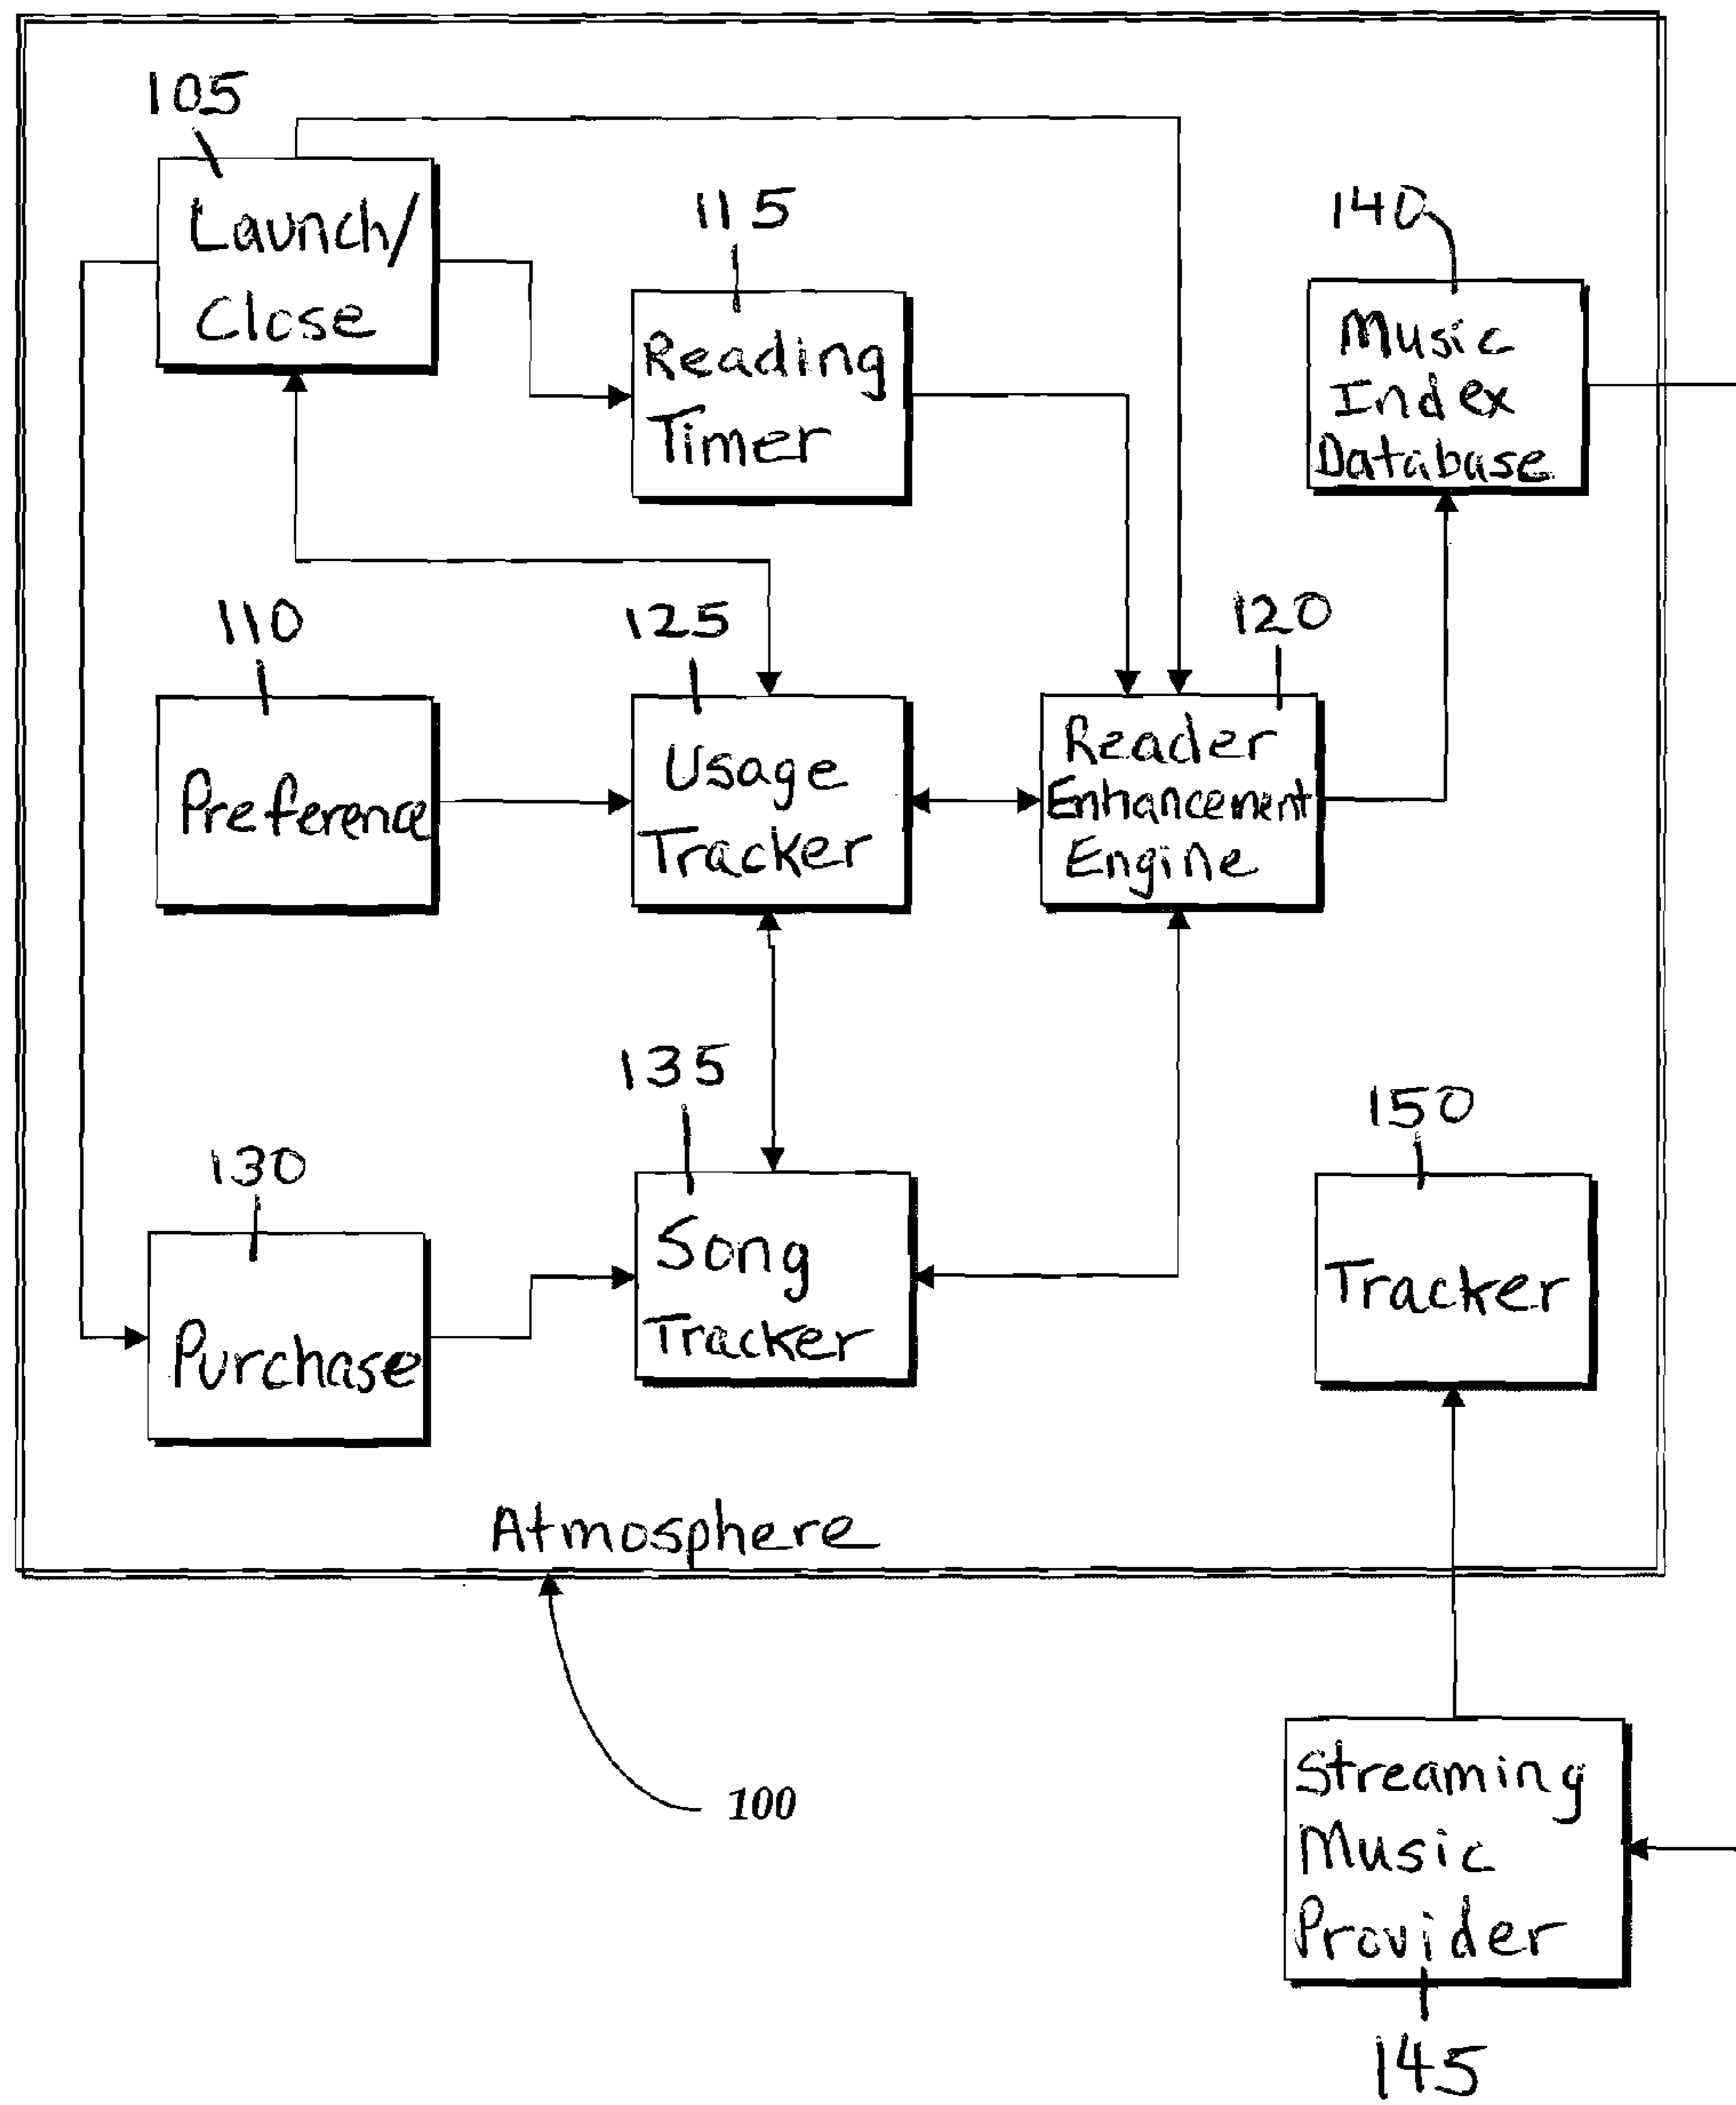 105
Launch/
Close
115
Reading
Timer
140
Music
Index
Database
110
Preference
125
Usage
Tracker
120
Reader
Enhancement
Engine
130
Purchase
135
Song
Tracker
150
Tracker
Atmosphere
100
Streaming
Music
Provider
145